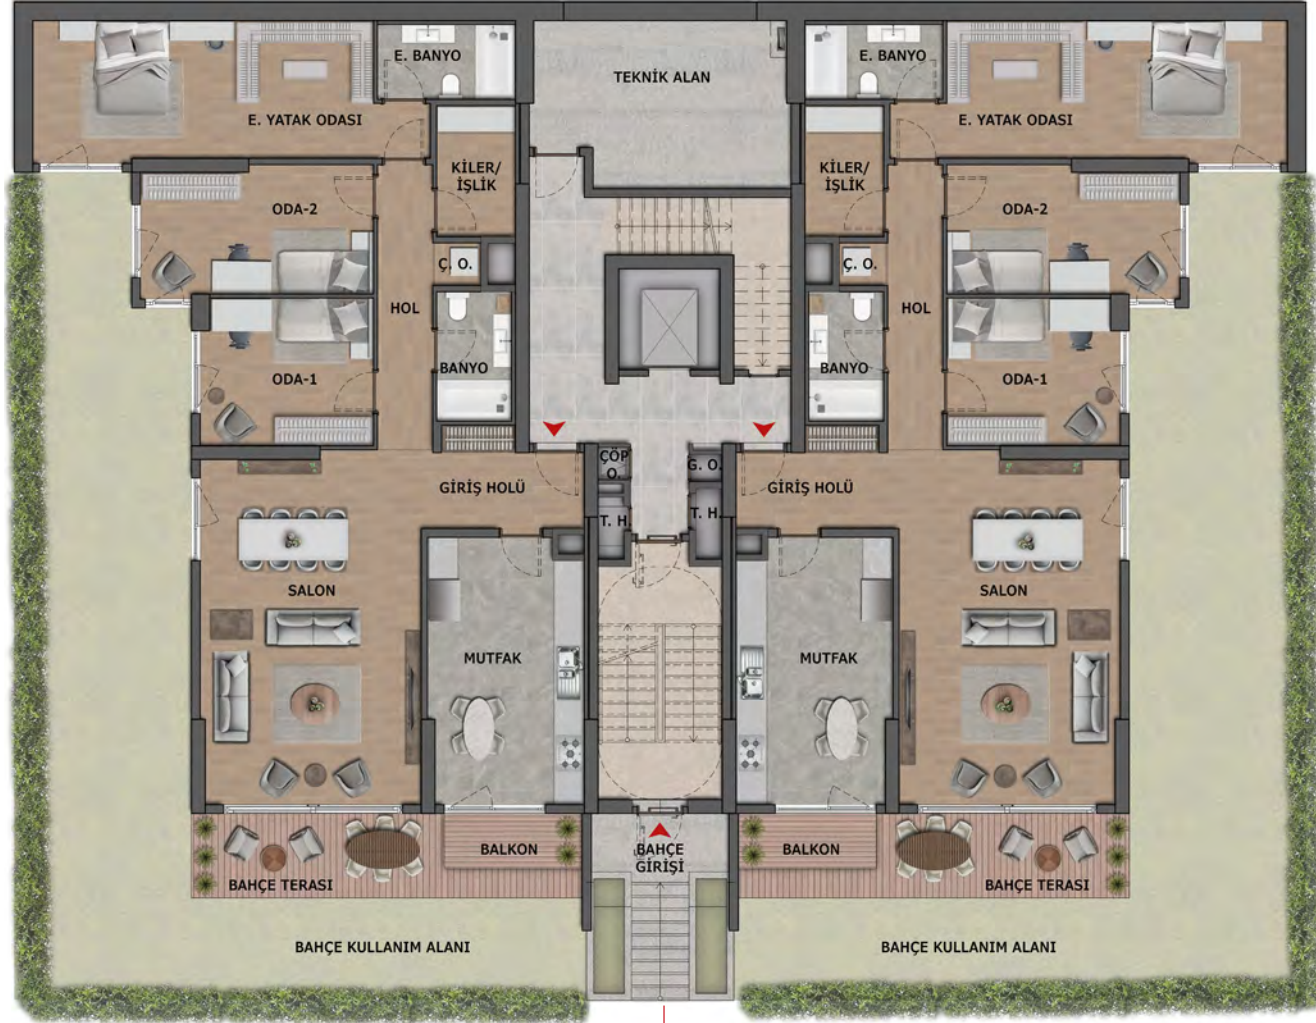 E. BANYO
TEKNİK ALAN
E. BANYO
E. YATAK ODASI
E. YATAK ODASI
KİLER/
İŞLİK
KİLER/
İŞLİK
ODA-2
ODA-2
Ç. O.
Ç. O.
HOL
HOL
BANYO
BANYO
ODA-1
ODA-1
ÇÖP
O.
G. O.
GİRİŞ HOLÜ
GİRİŞ HOLÜ
T. H.
T. H.
SALON
SALON
MUTFAK
MUTFAK
BALKON
BAHÇE
GİRİŞİ
BALKON
BAHÇE TERASI
BAHÇE TERASI
BAHÇE KULLANIM ALANI
BAHÇE KULLANIM ALANI